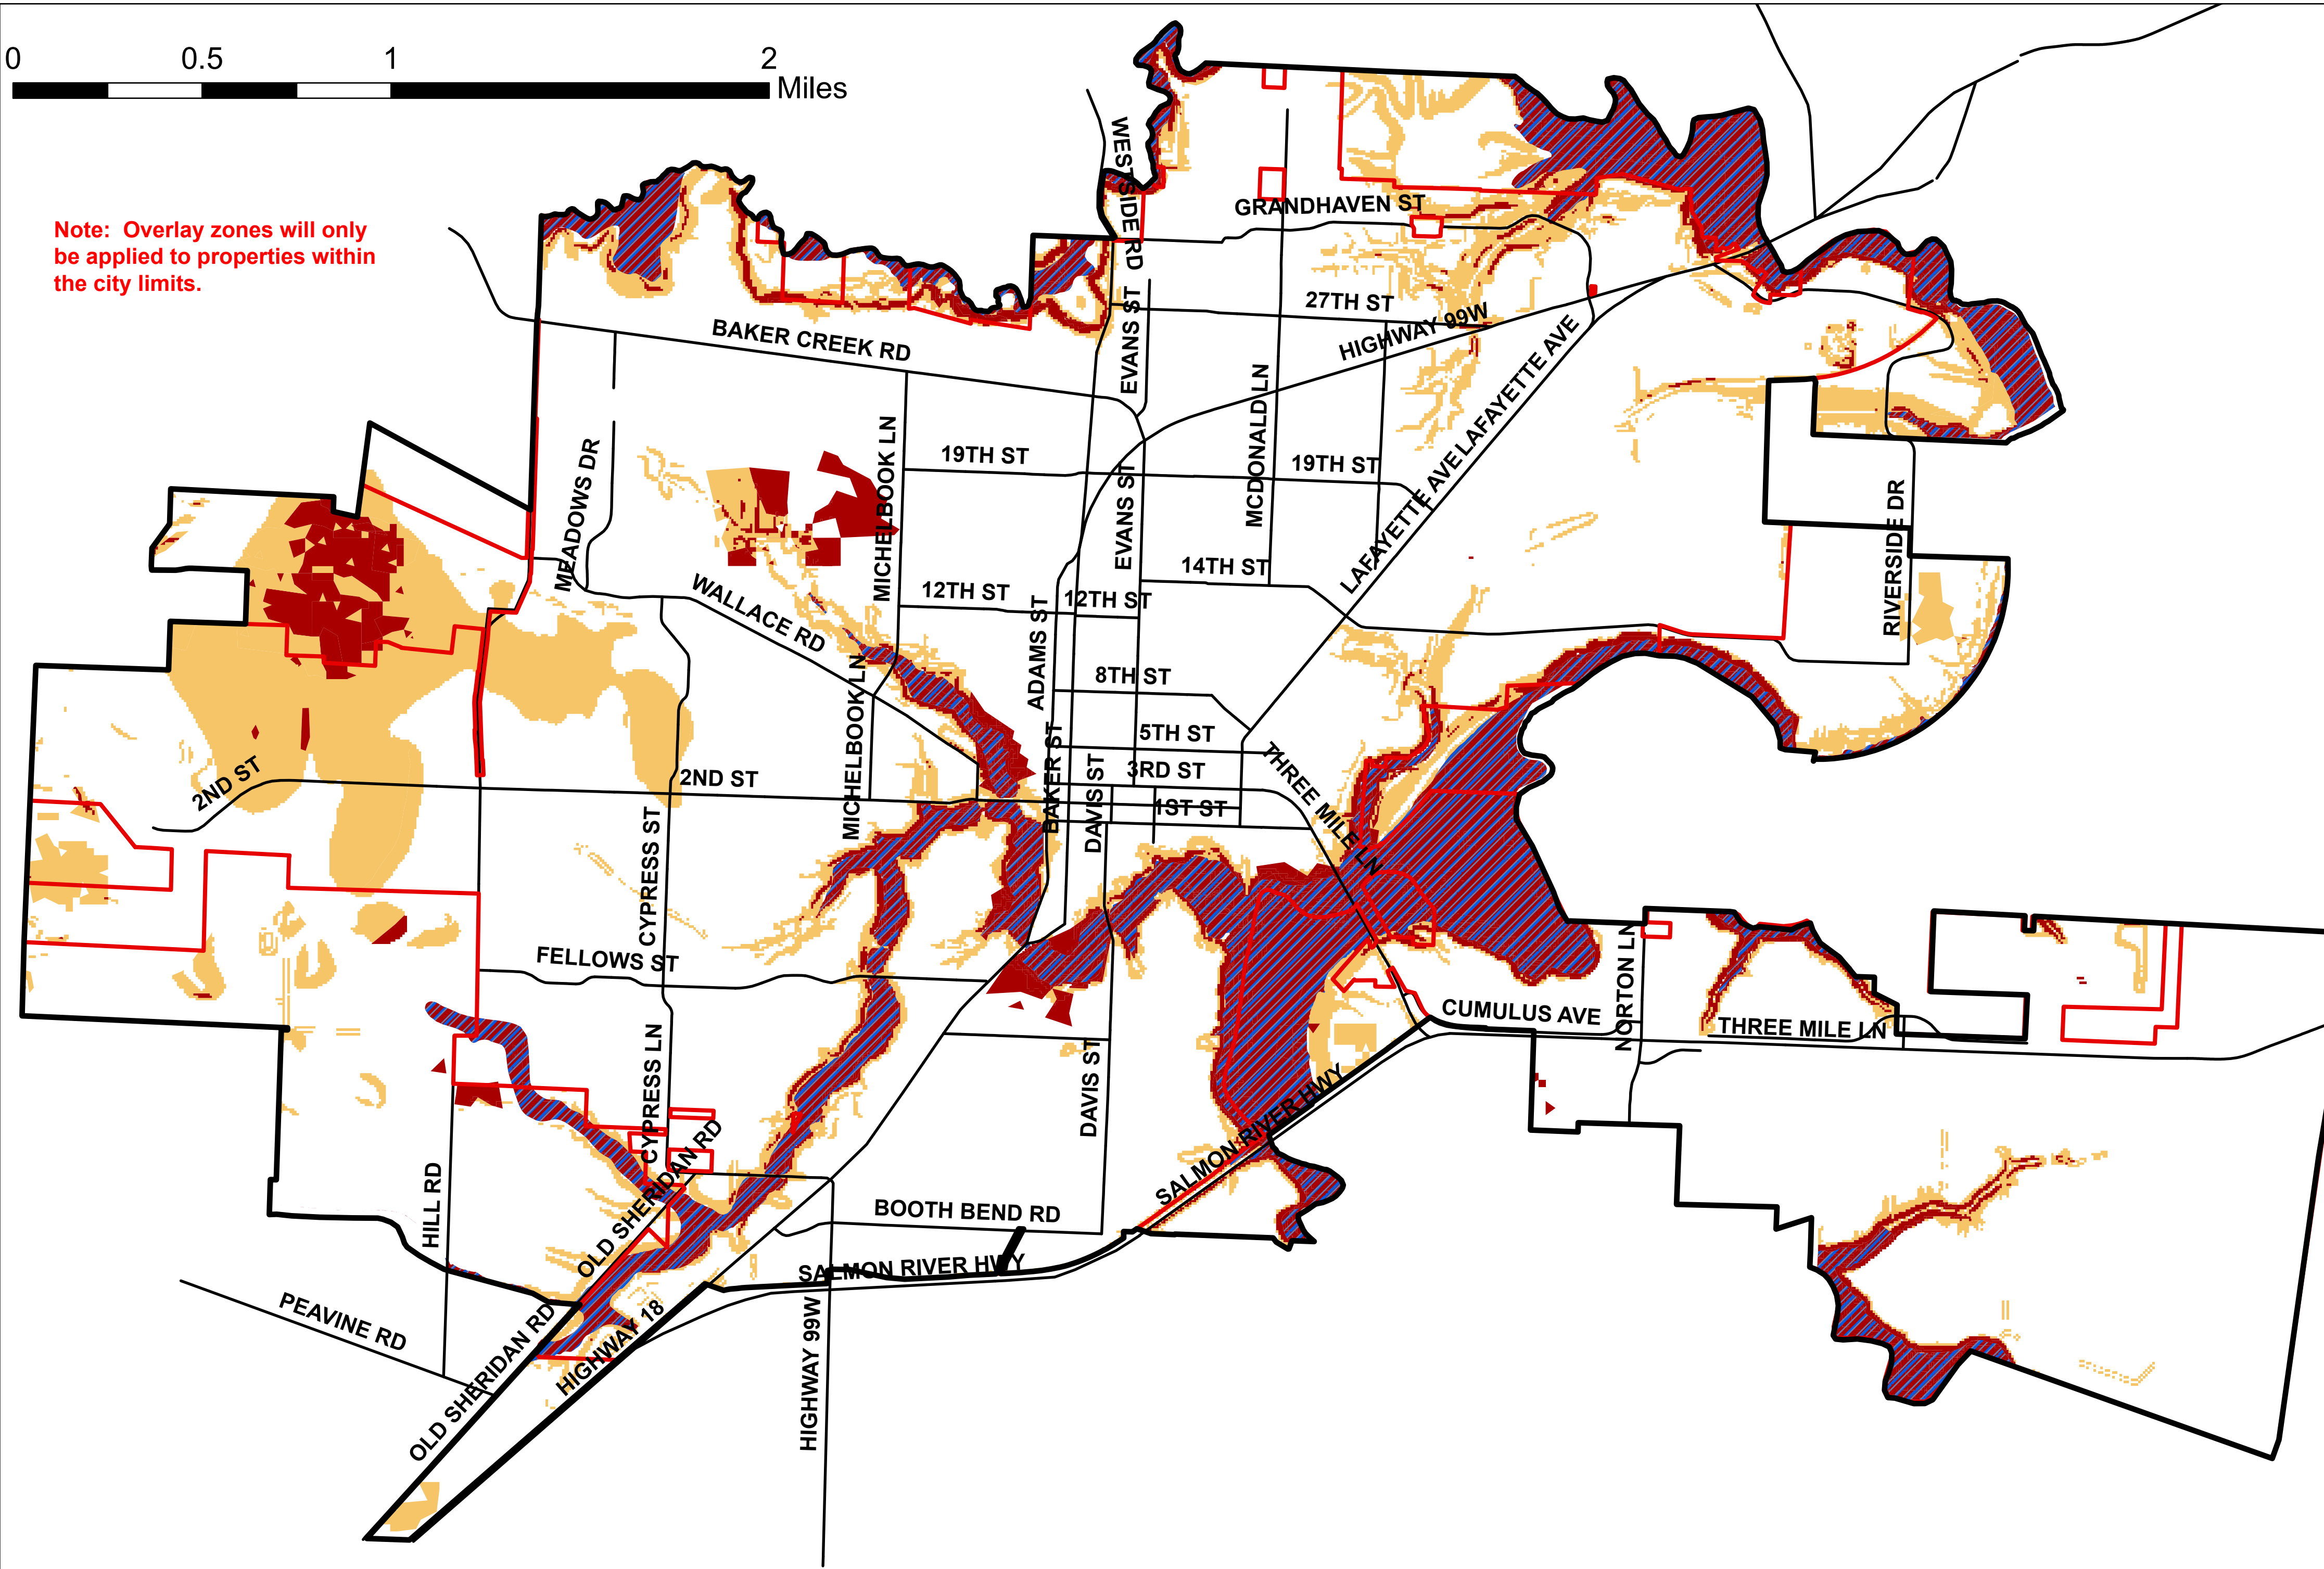 0 0.5 1 2
Miles
Note: Overlay zones will only
be applied to properties within
the city limits.
WESTSIDE RD
GRANDHAVEN ST
27TH ST
HIGHWAY 99W
EVANS ST
BAKER CREEK RD
MCDONALD LN
LAFAYETTE AVE
LAFAYETTE AVE
LAFAYETTE AVE
MICHELBOOK LN
19TH ST
19TH ST
MEADOWS DR
EVANS ST
RIVERSIDE DR
14TH ST
WALLACE RD
12TH ST
12TH ST
ADAMS ST
8TH ST
MICHELBOOK LN
5TH ST
3RD ST
THREE MILE LN
BAKER ST
DAVIS ST
1ST ST
2ND ST
2ND ST
CYPRESS ST
FELLOWS ST
NORTON LN
CUMULUS AVE
THREE MILE LN
CYPRESS LN
DAVIS ST
SALMON RIVER HWY
OLD SHERIDAN RD
HILL RD
BOOTH BEND RD
SALMON RIVER HWY
PEAVINE RD
HIGHWAY 18
HIGHWAY 99W
OLD SHERIDAN RD